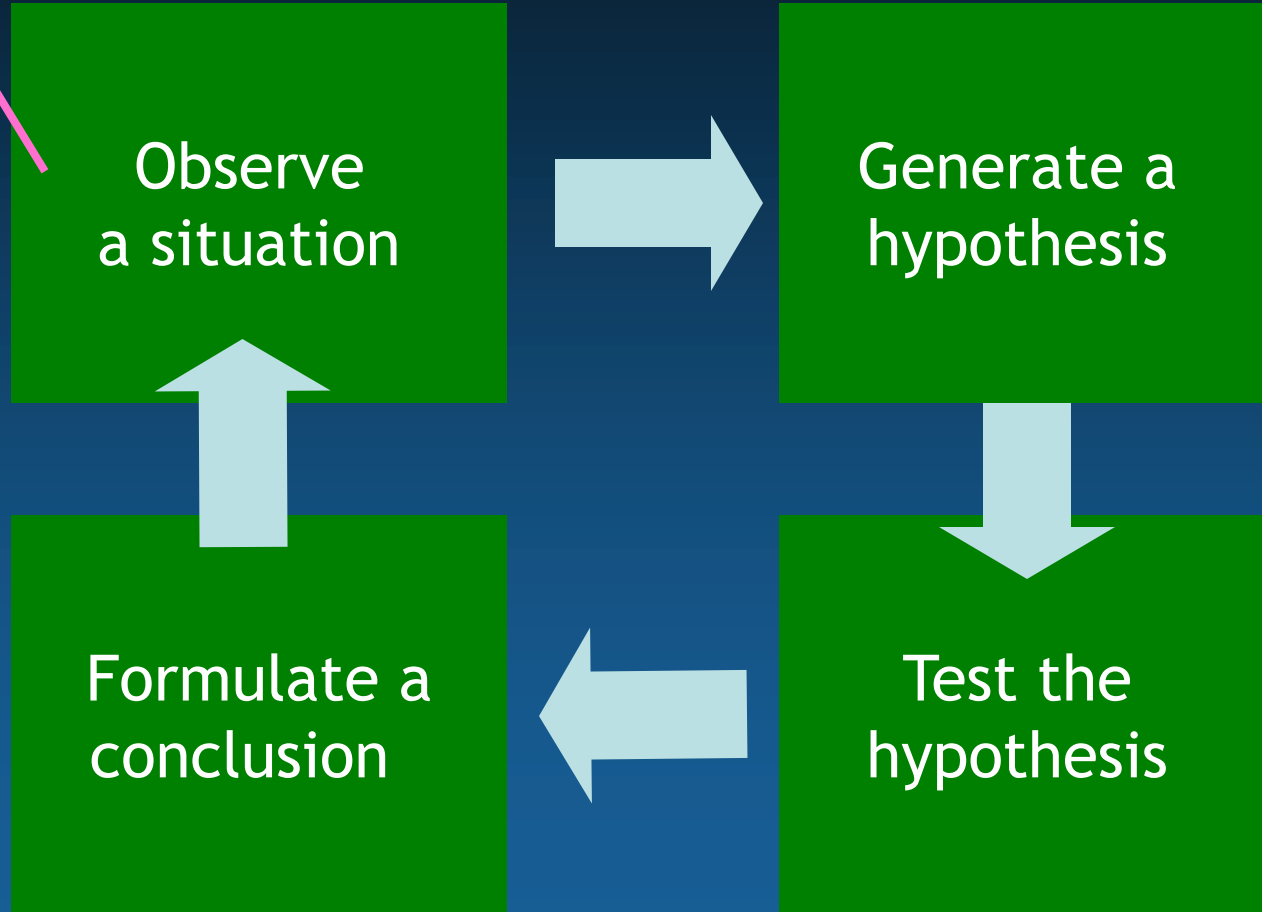 Observe
a situation
Generate a
hypothesis
Test the
hypothesis
Formulate a
conclusion